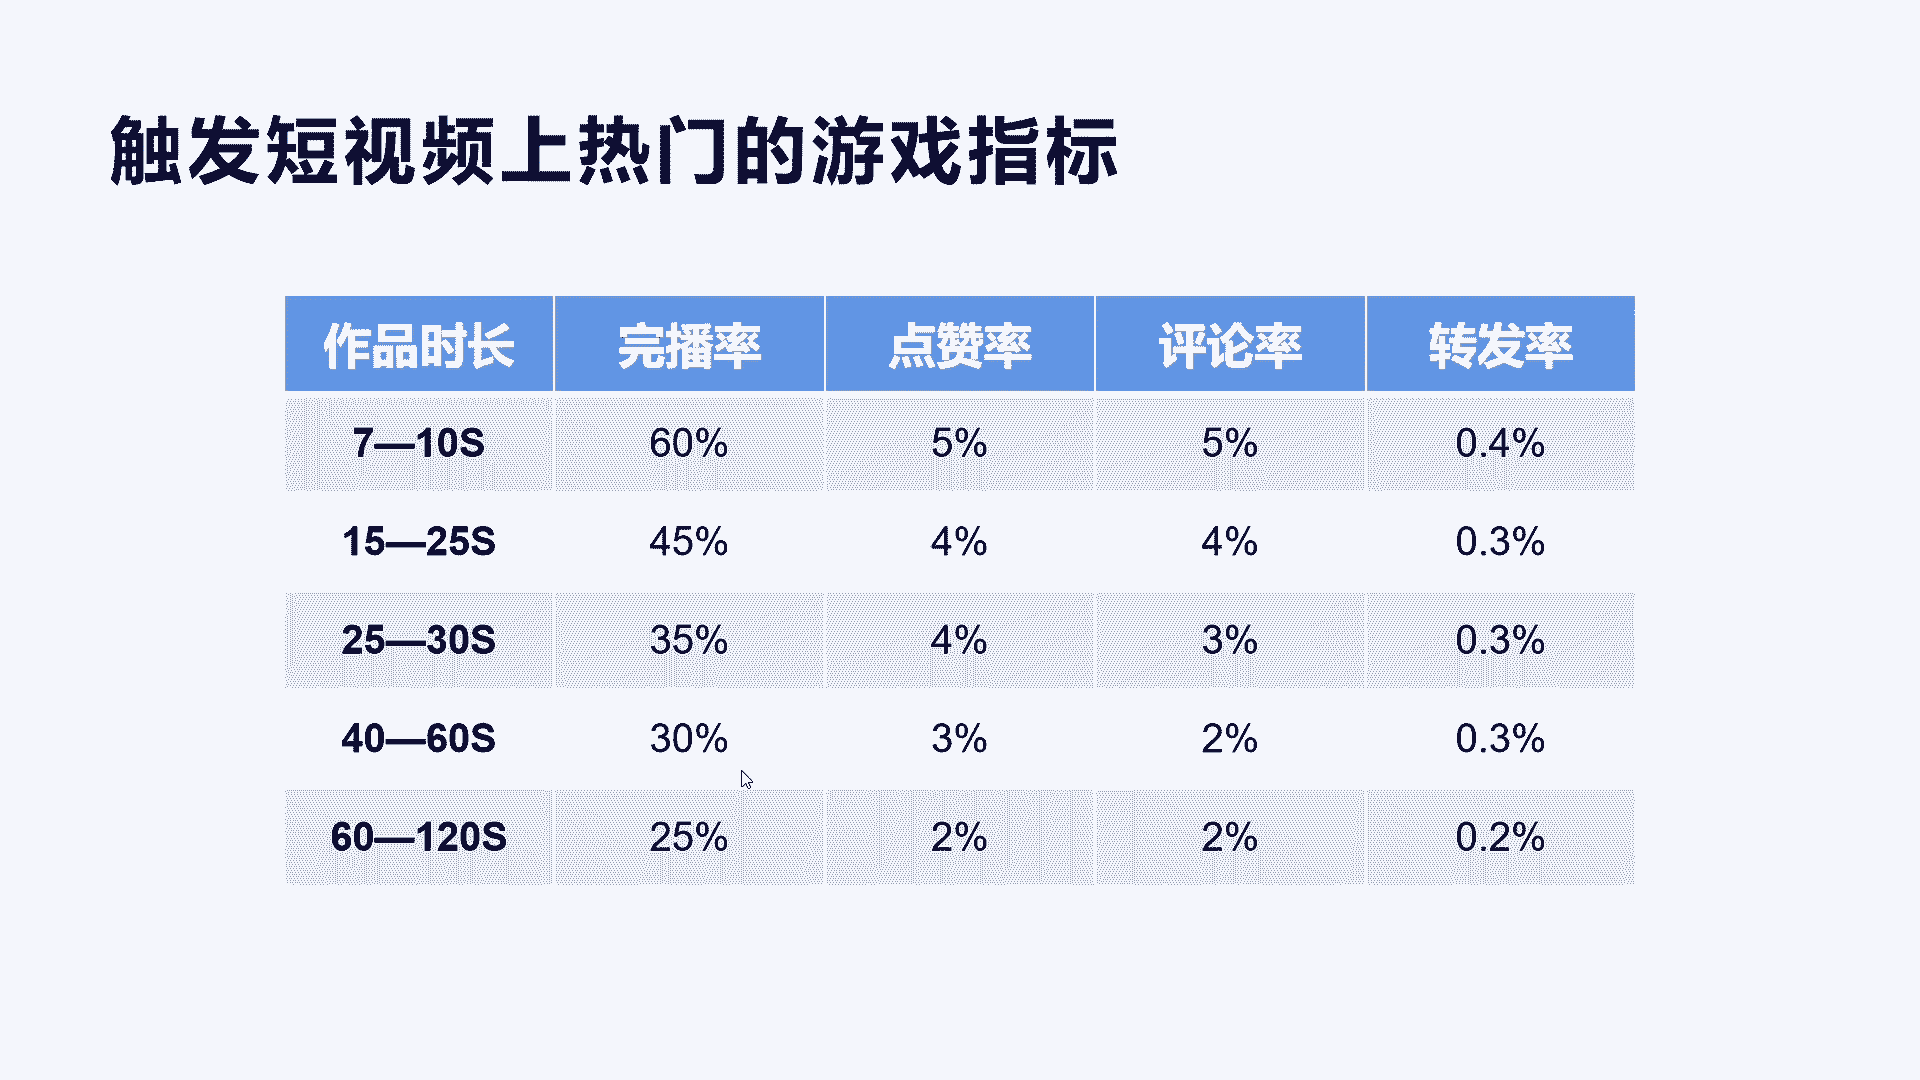 触发短视频上热门的游戏指标
作品时长 完播率 点赞率 评论率 转发率
7—10S 60% 5% 5% 0.4%
15—25S 45% 4% 4% 0.3%
25—30S 35% 4% 3% 0.3%
40—60S 30% 3% 2% 0.3%
60—120S 25% 2% 2% 0.2%